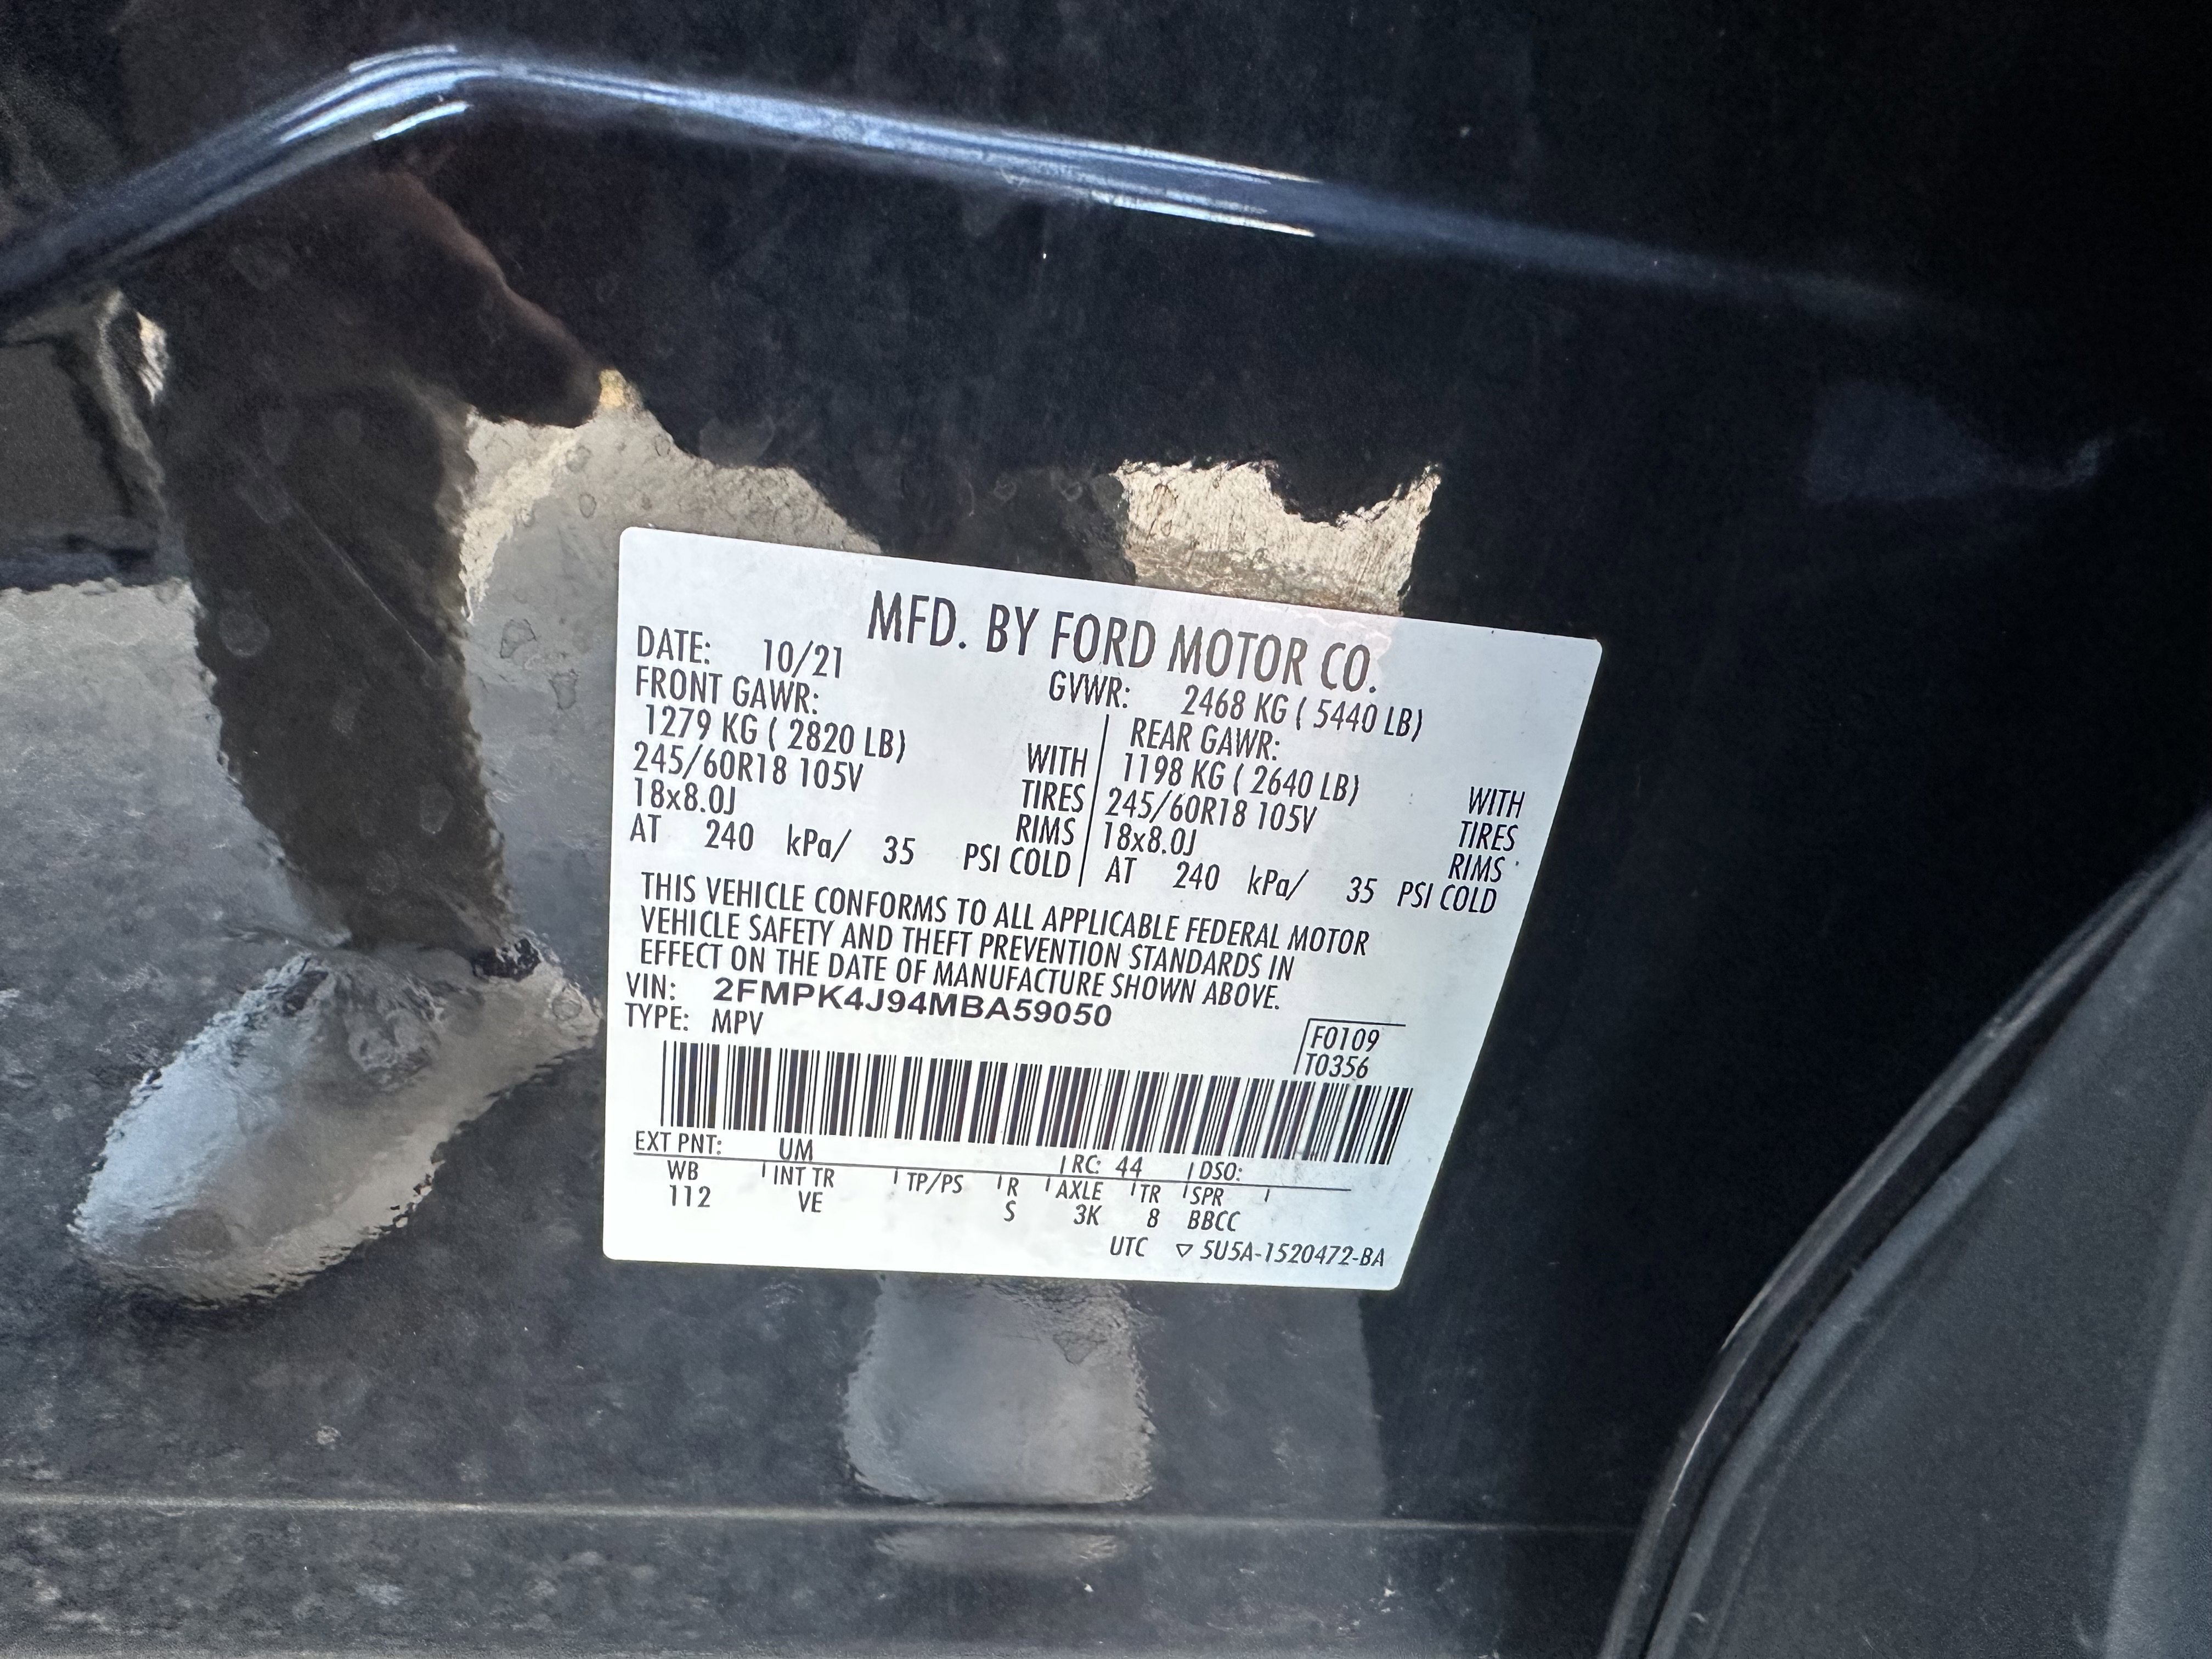 MFD. BY FORD MOTOR CO.
DATE: 10/21 GVWR: 2468 KG ( 5440 LB)
FRONT GAWR: REAR GAWR:
1279 KG ( 2820 LB) WITH 1198 KG ( 2640 LB) WITH
245/60R18 105V TIRES 245/60R18 105V TIRES
18x8.0J RIMS 18x8.0J RIMS
AT 240 kPa/ 35 PSI COLD AT 240 kPa/ 35 PSI COLD
THIS VEHICLE CONFORMS TO ALL APPLICABLE FEDERAL MOTOR
VEHICLE SAFETY AND THEFT PREVENTION STANDARDS IN
EFFECT ON THE DATE OF MANUFACTURE SHOWN ABOVE.
VIN: 2FMPK4J94MBA59050
TYPE: MPV
F0109
T0356
EXT PNT: UM RC: 44 DSO:
WB INT TR TP/PS R AXLE TR SPR
112 VE S 3K 8 BBCC
UTC ▽ 5U5A-1520472-BA